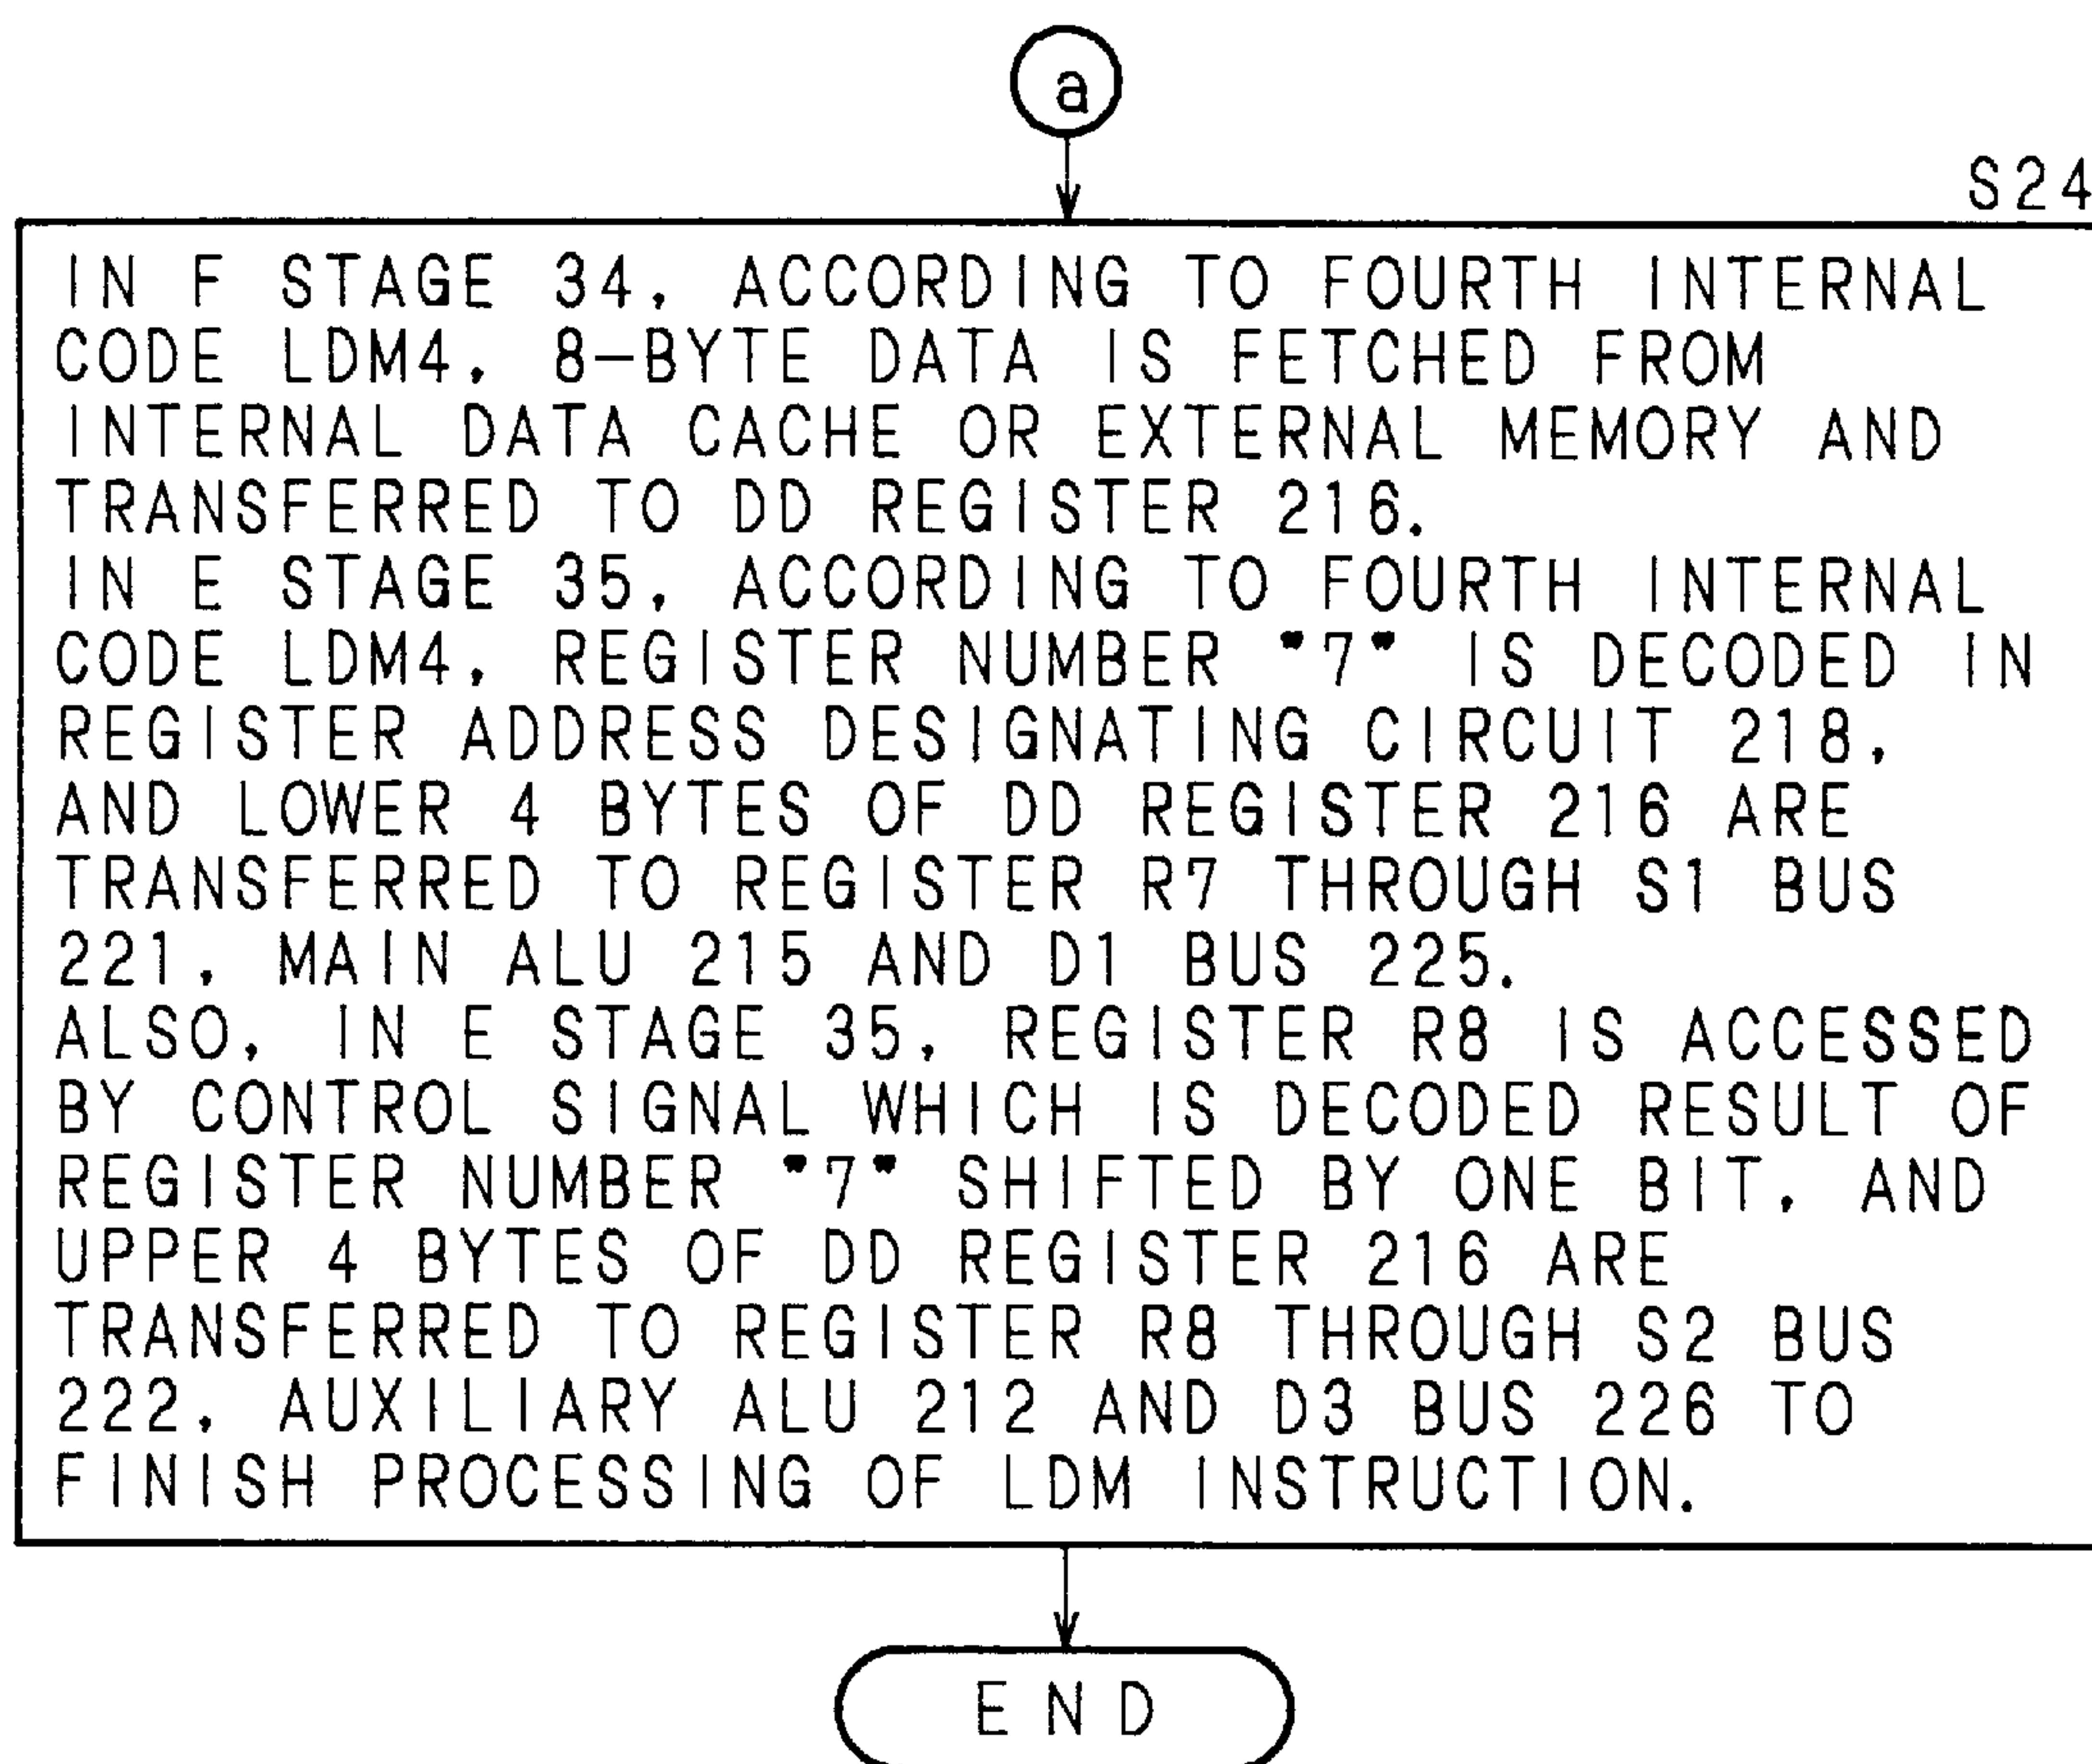 a
S24
IN F STAGE 34, ACCORDING TO FOURTH INTERNAL
CODE LDM4, 8-BYTE DATA IS FETCHED FROM
INTERNAL DATA CACHE OR EXTERNAL MEMORY AND
TRANSFERRED TO DD REGISTER 216.
IN E STAGE 35, ACCORDING TO FOURTH INTERNAL
CODE LDM4, REGISTER NUMBER "7" IS DECODED IN
REGISTER ADDRESS DESIGNATING CIRCUIT 218,
AND LOWER 4 BYTES OF DD REGISTER 216 ARE
TRANSFERRED TO REGISTER R7 THROUGH S1 BUS
221, MAIN ALU 215 AND D1 BUS 225.
ALSO, IN E STAGE 35, REGISTER R8 IS ACCESSED
BY CONTROL SIGNAL WHICH IS DECODED RESULT OF
REGISTER NUMBER "7" SHIFTED BY ONE BIT, AND
UPPER 4 BYTES OF DD REGISTER 216 ARE
TRANSFERRED TO REGISTER R8 THROUGH S2 BUS
222, AUXILIARY ALU 212 AND D3 BUS 226 TO
FINISH PROCESSING OF LDM INSTRUCTION.
END